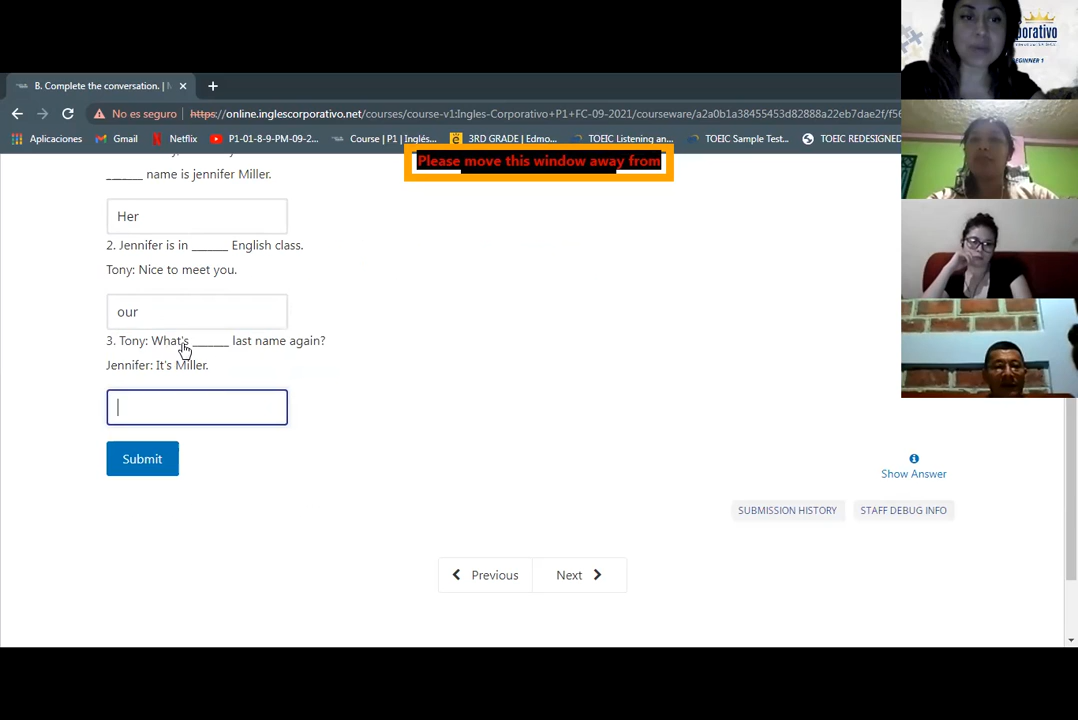 B. Complete the conversation. |
No es seguro
https://online.inglescorporativo.net/courses/course-v1:Ingles-Corporativo+P1+FC-09-2021/courseware/a2a0b1a38455453d82888a22eb7dae2f/f56
Aplicaciones
Gmail
Netflix
P1-01-8-9-PM-09-2...
Course | P1 | Inglés...
3RD GRADE | Edmo...
TOEIC Listening an...
TOEIC Sample Test...
TOEIC REDESIGNED
Please move this window away from
______ name is jennifer Miller.
Her
2. Jennifer is in ______ English class.
Tony: Nice to meet you.
our
3. Tony: What's ______ last name again?
Jennifer: It's Miller.
Submit
Show Answer
SUBMISSION HISTORY
STAFF DEBUG INFO
Previous
Next
porativo